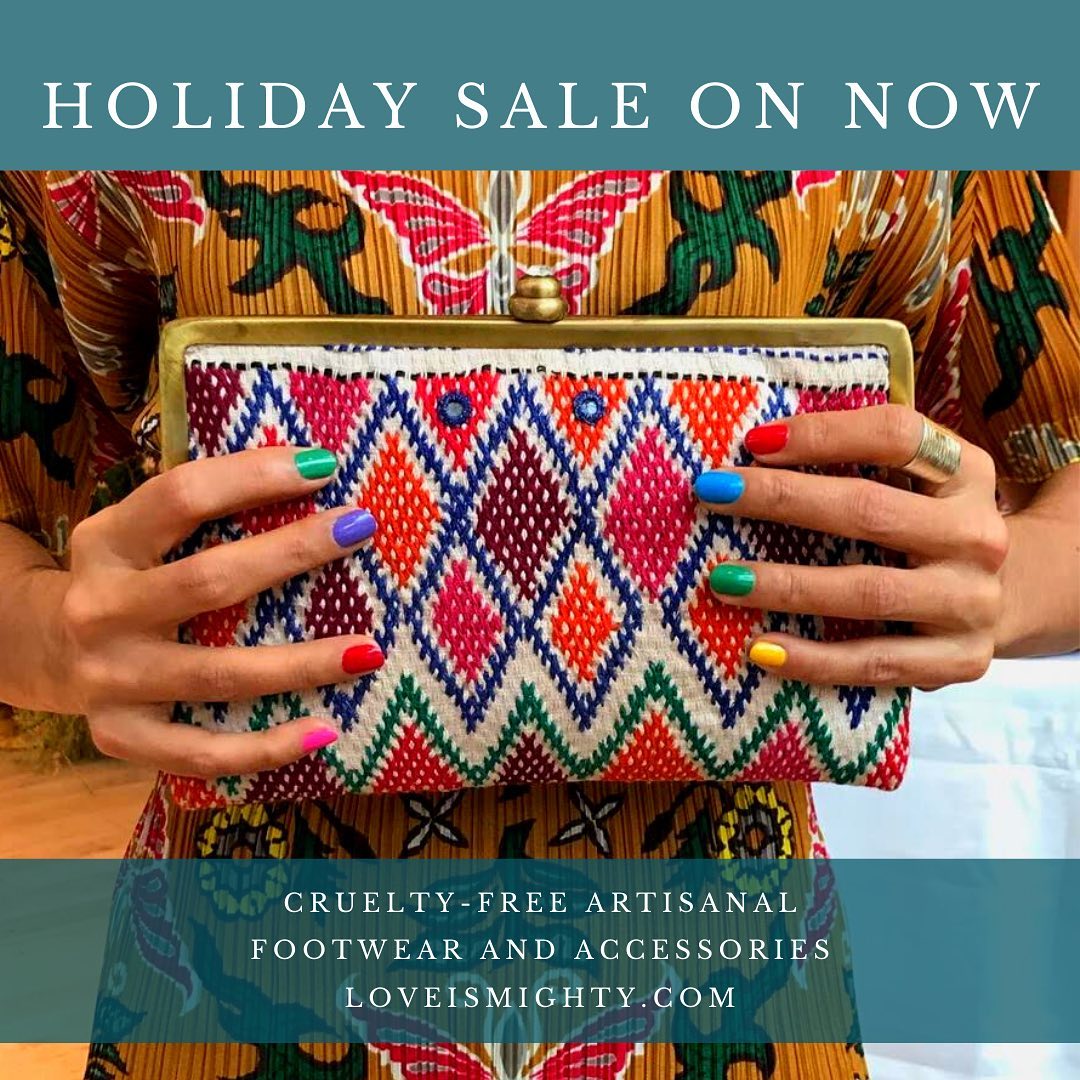 HOLIDAY SALE ON NOW
CRUELTY-FREE ARTISANAL
FOOTWEAR AND ACCESSORIES
LOVEISMIGHTY.COM